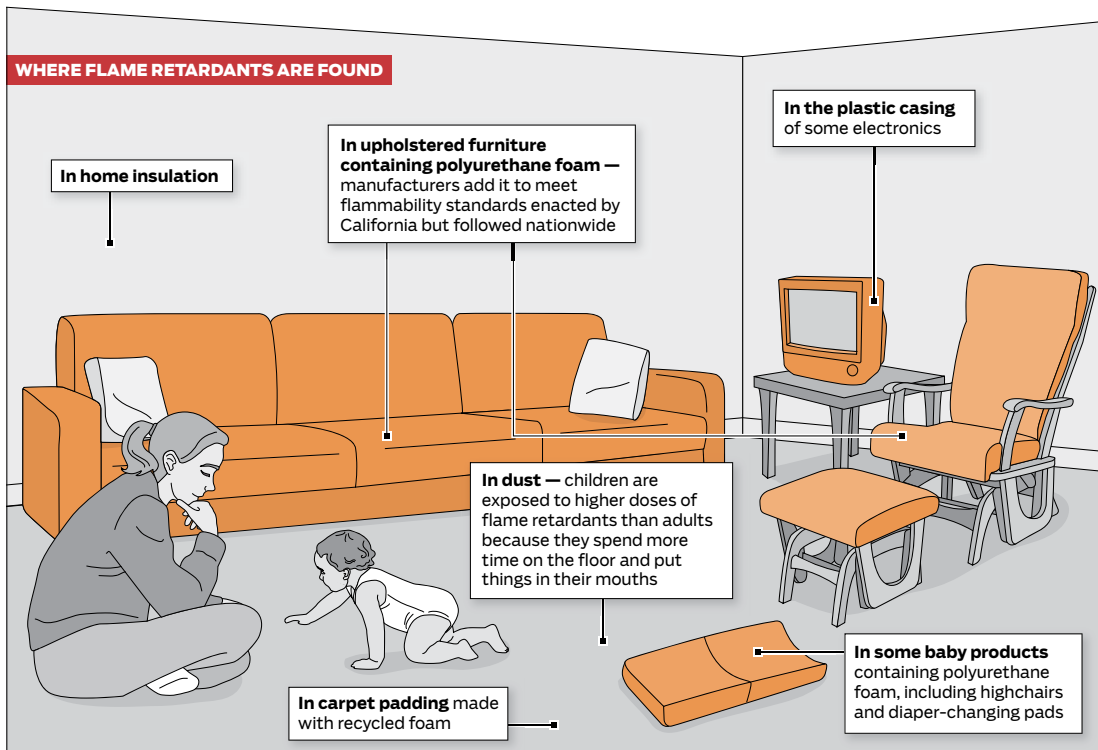 WHERE FLAME RETARDANTS ARE FOUND
In home insulation
In upholstered furniture
containing polyurethane foam —
manufacturers add it to meet
flammability standards enacted by
California but followed nationwide
In the plastic casing
of some electronics
In dust — children are
exposed to higher doses of
flame retardants than adults
because they spend more
time on the floor and put
things in their mouths
In carpet padding made
with recycled foam
In some baby products
containing polyurethane
foam, including highchairs
and diaper-changing pads